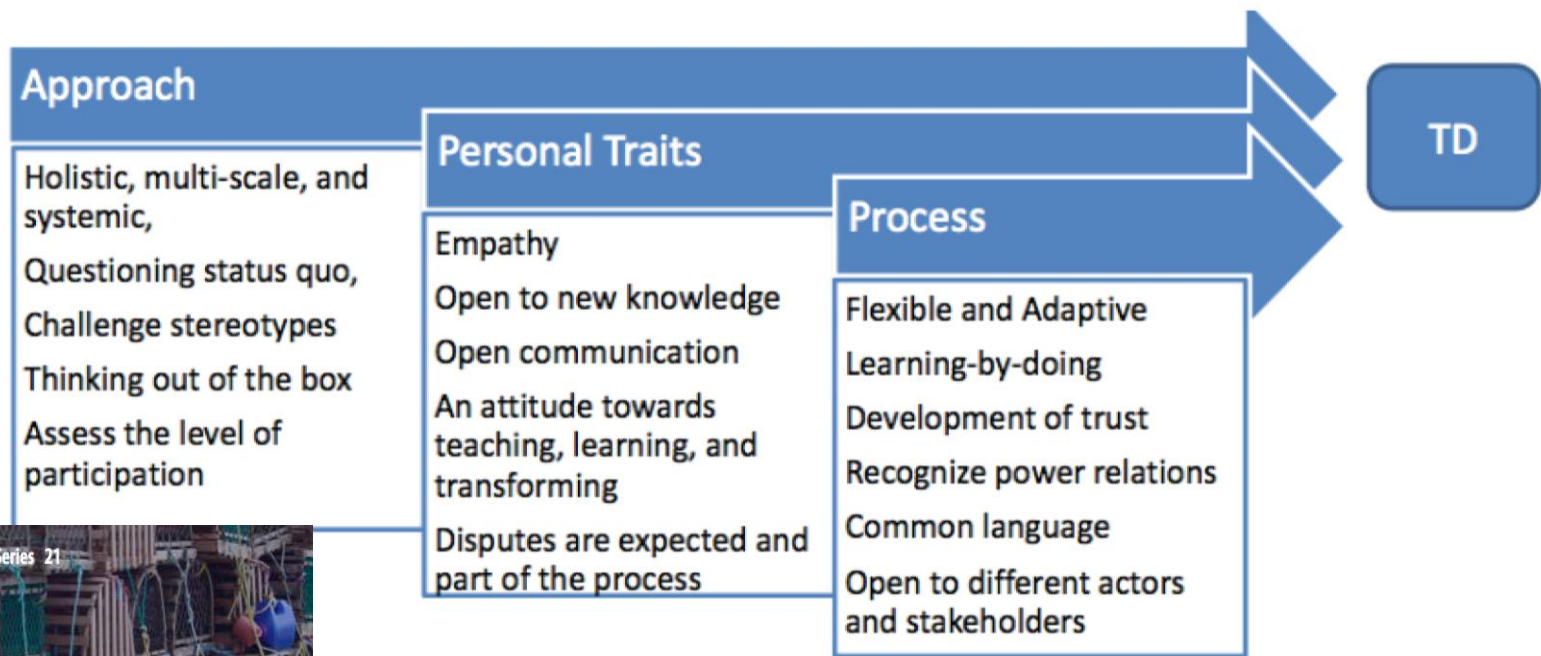 Approach
Holistic, multi-scale, and
systemic,
Questioning status quo,
Challenge stereotypes
Thinking out of the box
Assess the level of
participation
Personal Traits
Empathy
Open to new knowledge
Open communication
An attitude towards
teaching, learning, and
transforming
Disputes are expected and
part of the process
Process
Flexible and Adaptive
Learning-by-doing
Development of trust
Recognize power relations
Common language
Open to different actors
and stakeholders
TD
Series 21